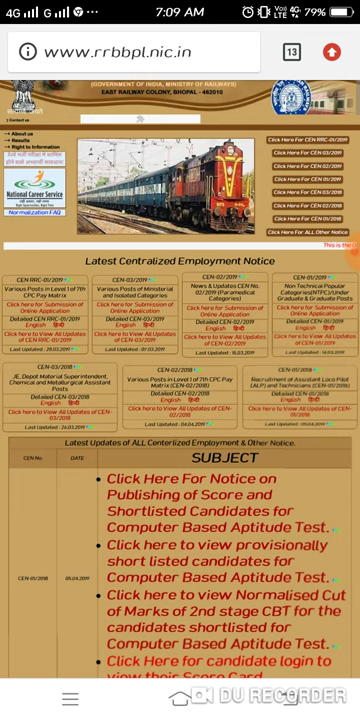 4G 4G 7:09 AM VoLTE 4G 79%
www.rrbbpl.nic.in 13
(GOVERNMENT OF INDIA, MINISTRY OF RAILWAYS)
EAST RAILWAY COLONY, BHOPAL - 462010
Contact us
About us
Results
Right to Information
National Career Service
Normalization FAQ
Click Here For CEN RRC-01/2019
Click Here For CEN 03/2019
Click Here For CEN 02/2019
Click Here For CEN 01/2019
Click Here For CEN 03/2018
Click Here For CEN 02/2018
Click Here For CEN 01/2018
Click Here For ALL Other Notice
This is the O
Latest Centralized Employment Notice
CEN RRC-01/2019
Various Posts in Level 1 of 7th CPC Pay Matrix
Click here for Submission of Online Application
Detailed CEN RRC-01/2019
English हिन्दी
Click here to View All Updates of CEN RRC-01/2019
Last Updated : 28.03.2019
CEN-03/2019
Various Posts of Ministerial and Isolated Categories
Click here for Submission of Online Application
Detailed CEN-03/2019
English हिन्दी
Click here to View All Updates of CEN-03/2019
Last Updated : 01.03.2019
CEN-02/2019
News & Updates CEN No. 02/2019 (Paramedical Categories)
Click here for Submission of Online Application
Detailed CEN-02/2019
English हिन्दी
Click here to View All Updates of CEN-02/2019
Last Updated : 16.03.2019
CEN-01/2019
Non Technical Popular Categories(NTPC)/Under Graduate & Graduate Posts
Click here for Submission of Online Application
Detailed CEN 01/2019
English हिन्दी
Click here to View All Updates of CEN-01/2019
Last Updated : 16.03.2019
CEN-03/2018
JE,Depot Material Superintendent, Chemical and Metallurgical Assistant Posts
Detailed CEN-03/2018
English हिन्दी
Click here to View All Updates of CEN-03/2018
Last Updated : 26.03.2019
CEN-02/2018
Various Posts in Level 1 of 7th CPC Pay Matrix (CEN-02/2018)
Detailed CEN-02/2018
English हिन्दी
Click here to View All Updates of CEN-02/2018
Last Updated : 04.04.2019
CEN-01/2018
Recruitment of Assistant Loco Pilot (ALP) and Technicians (CEN-01/2018)
Detailed CEN-01/2018
English हिन्दी
Click here to View All Updates of CEN-01/2018
Last Updated : 05.04.2019
Latest Updates of ALL Centerlized Employment & Other Notice.
CEN No. DATE SUBJECT
CEN-01/2018 05.04.2019
Click Here For Notice on
Publishing of Score and
Shortlisted Candidates for
Computer Based Aptitude Test.
Click here to view provisionally
short listed candidates for
Computer Based Aptitude Test.
Click here to view Normalised Cut
of Marks of 2nd stage CBT for the
candidates shortlisted for
Computer Based Aptitude Test.
Click Here for candidate login to
view their Score Card
DU RECORDER